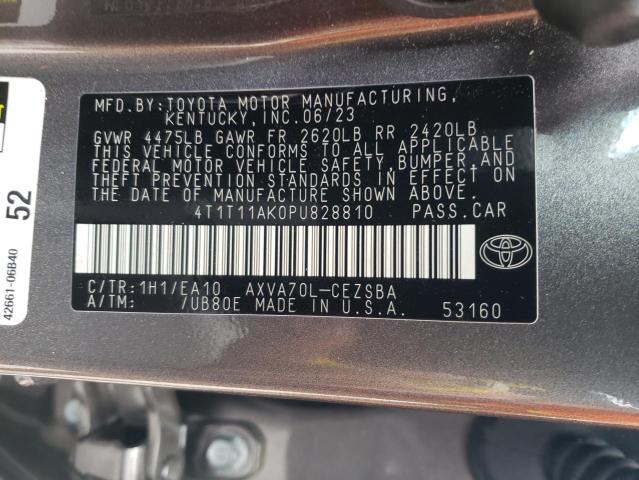 MFD.BY:TOYOTA MOTOR MANUFACTURING,
KENTUCKY,INC.06/23
GVWR 4475LB GAWR FR 2620LB RR 2420LB
THIS VEHICLE CONFORMS TO ALL APPLICABLE
FEDERAL MOTOR VEHICLE SAFETY, BUMPER,AND
THEFT PREVENTION STANDARDS IN EFFECT ON
THE DATE OF MANUFACTURE SHOWN ABOVE.
4T1T11AK0PU828810 PASS.CAR
C/TR:1H1/EA10 AXVA70L-CEZSBA
A/TM: 7UB80E MADE IN U.S.A. 53160
52
42661-06B40